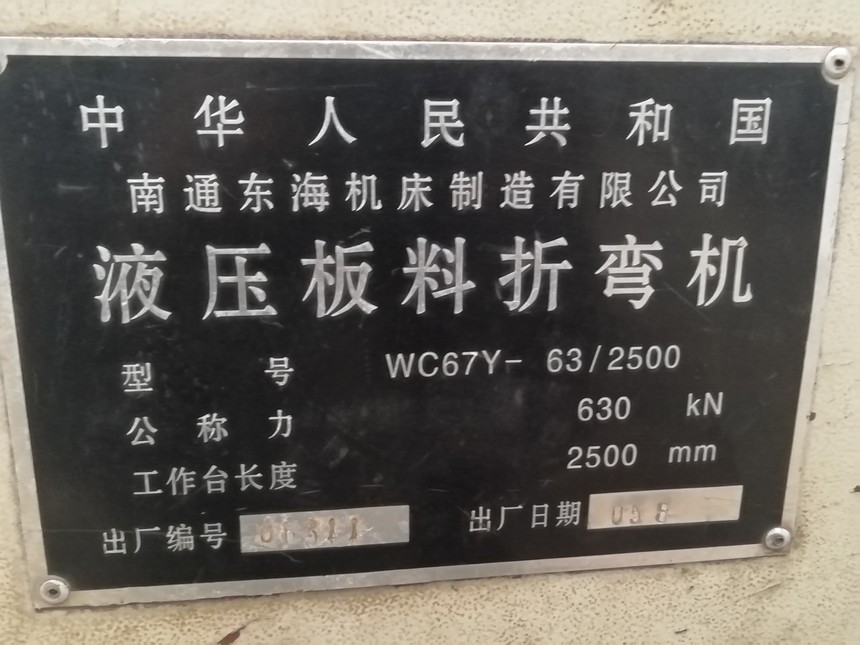 中华人民共和国
南通东海机床制造有限公司
液压板料折弯机
型号 WC67Y- 63/2500
公称力 630 kN
工作台长度 2500 mm
出厂编号 出厂日期